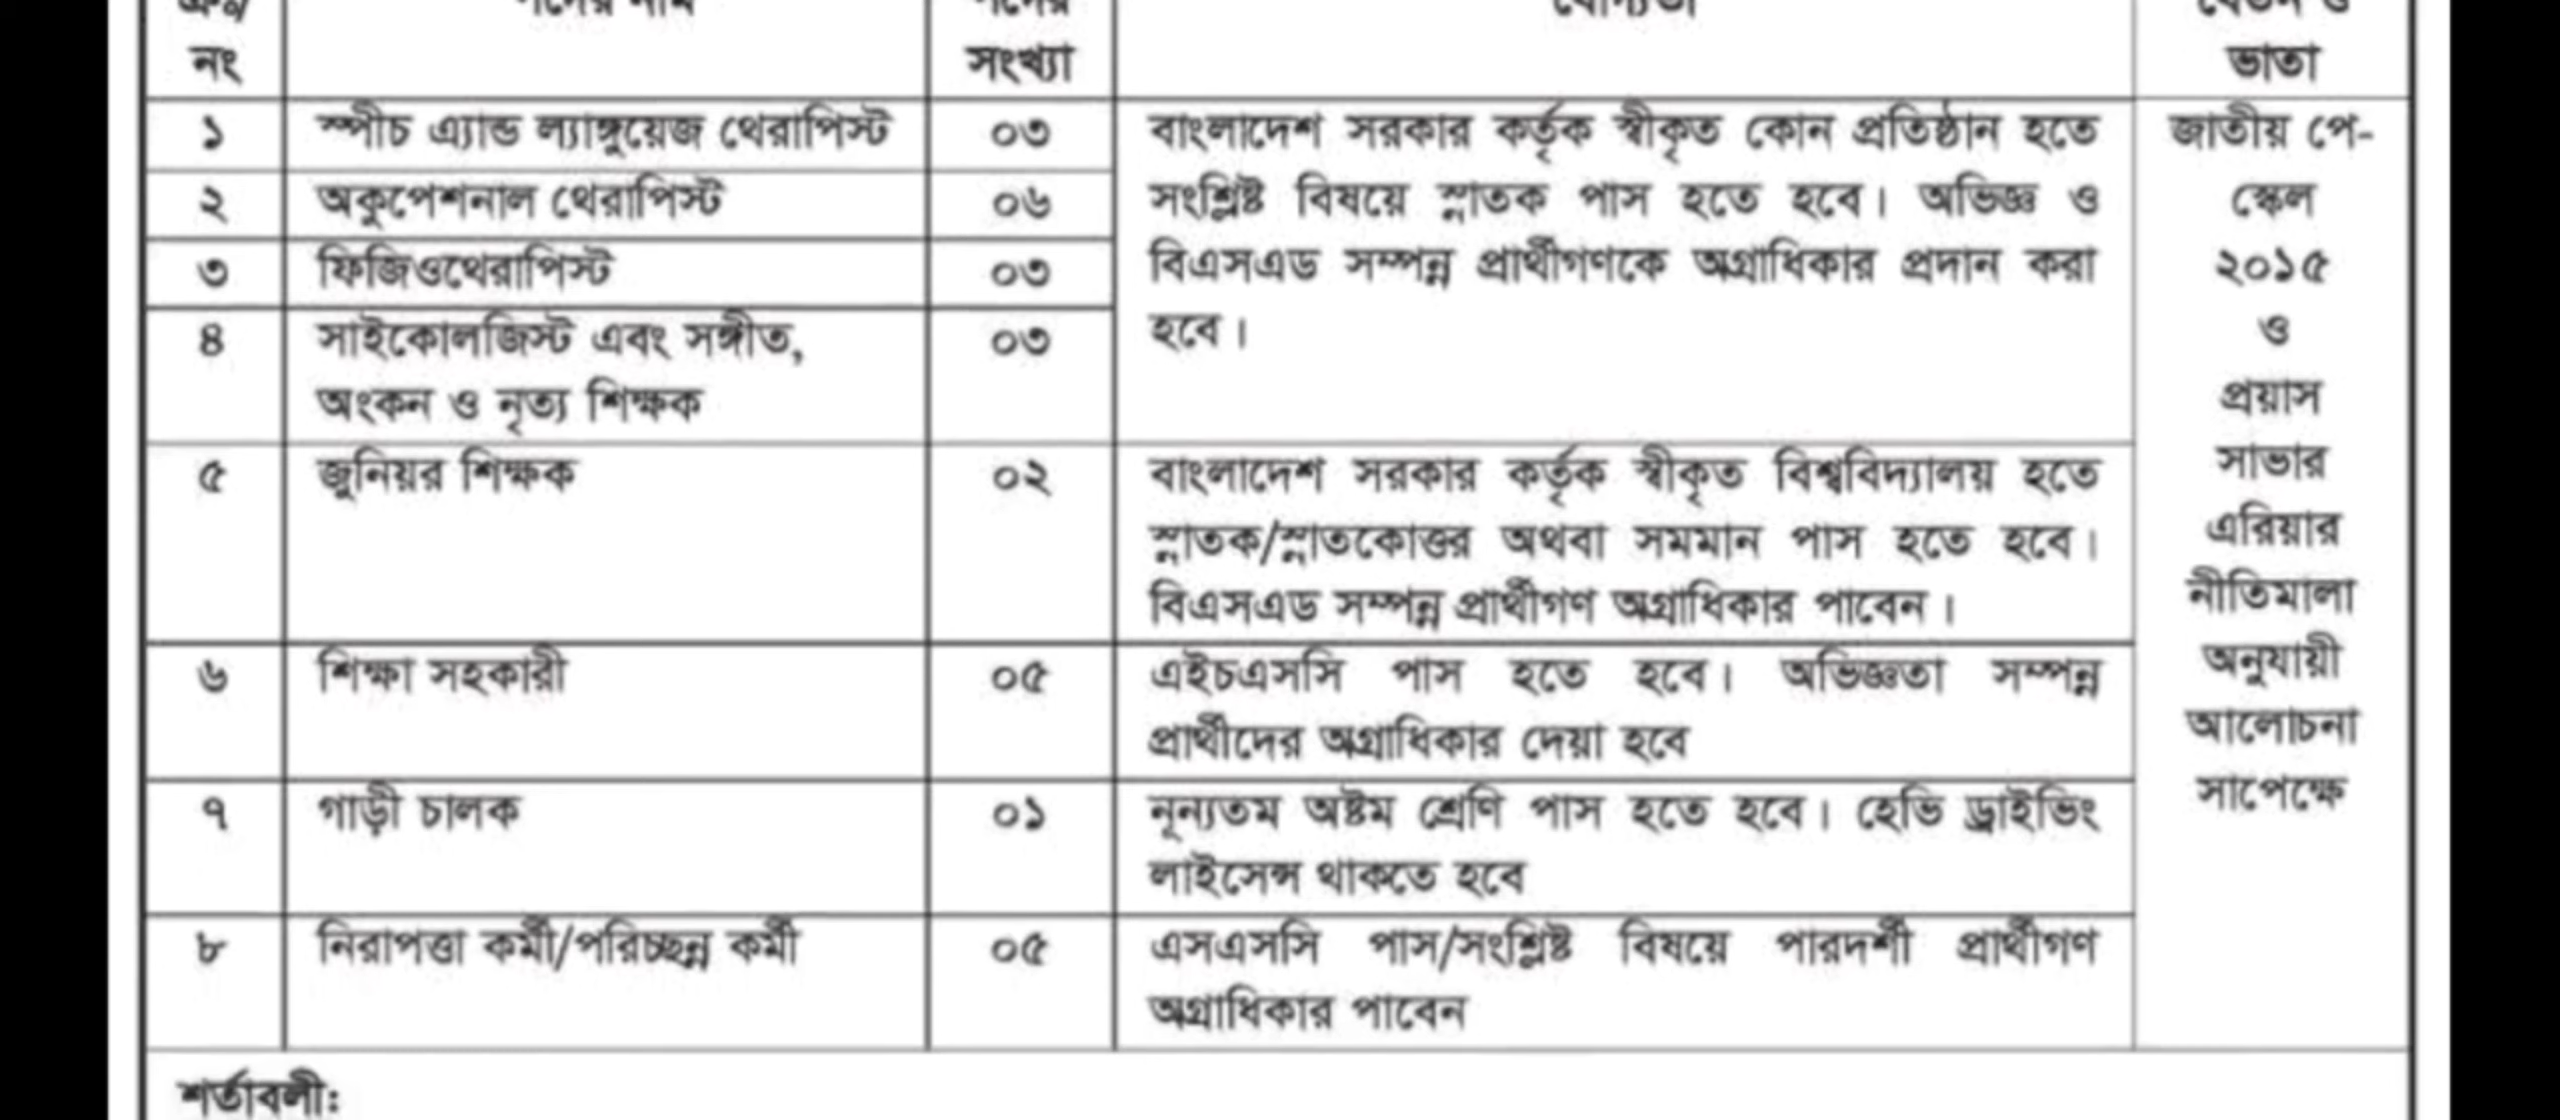 ক্রম/ পদের নাম পদের যোগ্যতা বেতন ও
নং সংখ্যা ভাতা
১ স্পীচ এ্যান্ড ল্যাঙ্গুয়েজ থেরাপিস্ট ০৩ বাংলাদেশ সরকার কর্তৃক স্বীকৃত কোন প্রতিষ্ঠান হতে জাতীয় পে-
২ অকুপেশনাল থেরাপিস্ট ০৬ সংশ্লিষ্ট বিষয়ে স্নাতক পাস হতে হবে। অভিজ্ঞ ও স্কেল
৩ ফিজিওথেরাপিস্ট ০৩ বিএসএড সম্পন্ন প্রার্থীগণকে অগ্রাধিকার প্রদান করা ২০১৫
৪ সাইকোলজিস্ট এবং সঙ্গীত, ০৩ হবে। ও
অংকন ও নৃত্য শিক্ষক প্রয়াস
৫ জুনিয়র শিক্ষক ০২ বাংলাদেশ সরকার কর্তৃক স্বীকৃত বিশ্ববিদ্যালয় হতে সাভার
স্নাতক/স্নাতকোত্তর অথবা সমমান পাস হতে হবে। এরিয়ার
বিএসএড সম্পন্ন প্রার্থীগণ অগ্রাধিকার পাবেন। নীতিমালা
৬ শিক্ষা সহকারী ০৫ এইচএসসি পাস হতে হবে। অভিজ্ঞতা সম্পন্ন অনুযায়ী
প্রার্থীদের অগ্রাধিকার দেয়া হবে আলোচনা
৭ গাড়ী চালক ০১ নূন্যতম অষ্টম শ্রেণি পাস হতে হবে। হেভি ড্রাইভিং সাপেক্ষে
লাইসেন্স থাকতে হবে
৮ নিরাপত্তা কর্মী/পরিচ্ছন্ন কর্মী ০৫ এসএসসি পাস/সংশ্লিষ্ট বিষয়ে পারদর্শী প্রার্থীগণ
অগ্রাধিকার পাবেন
শর্তাবলী: